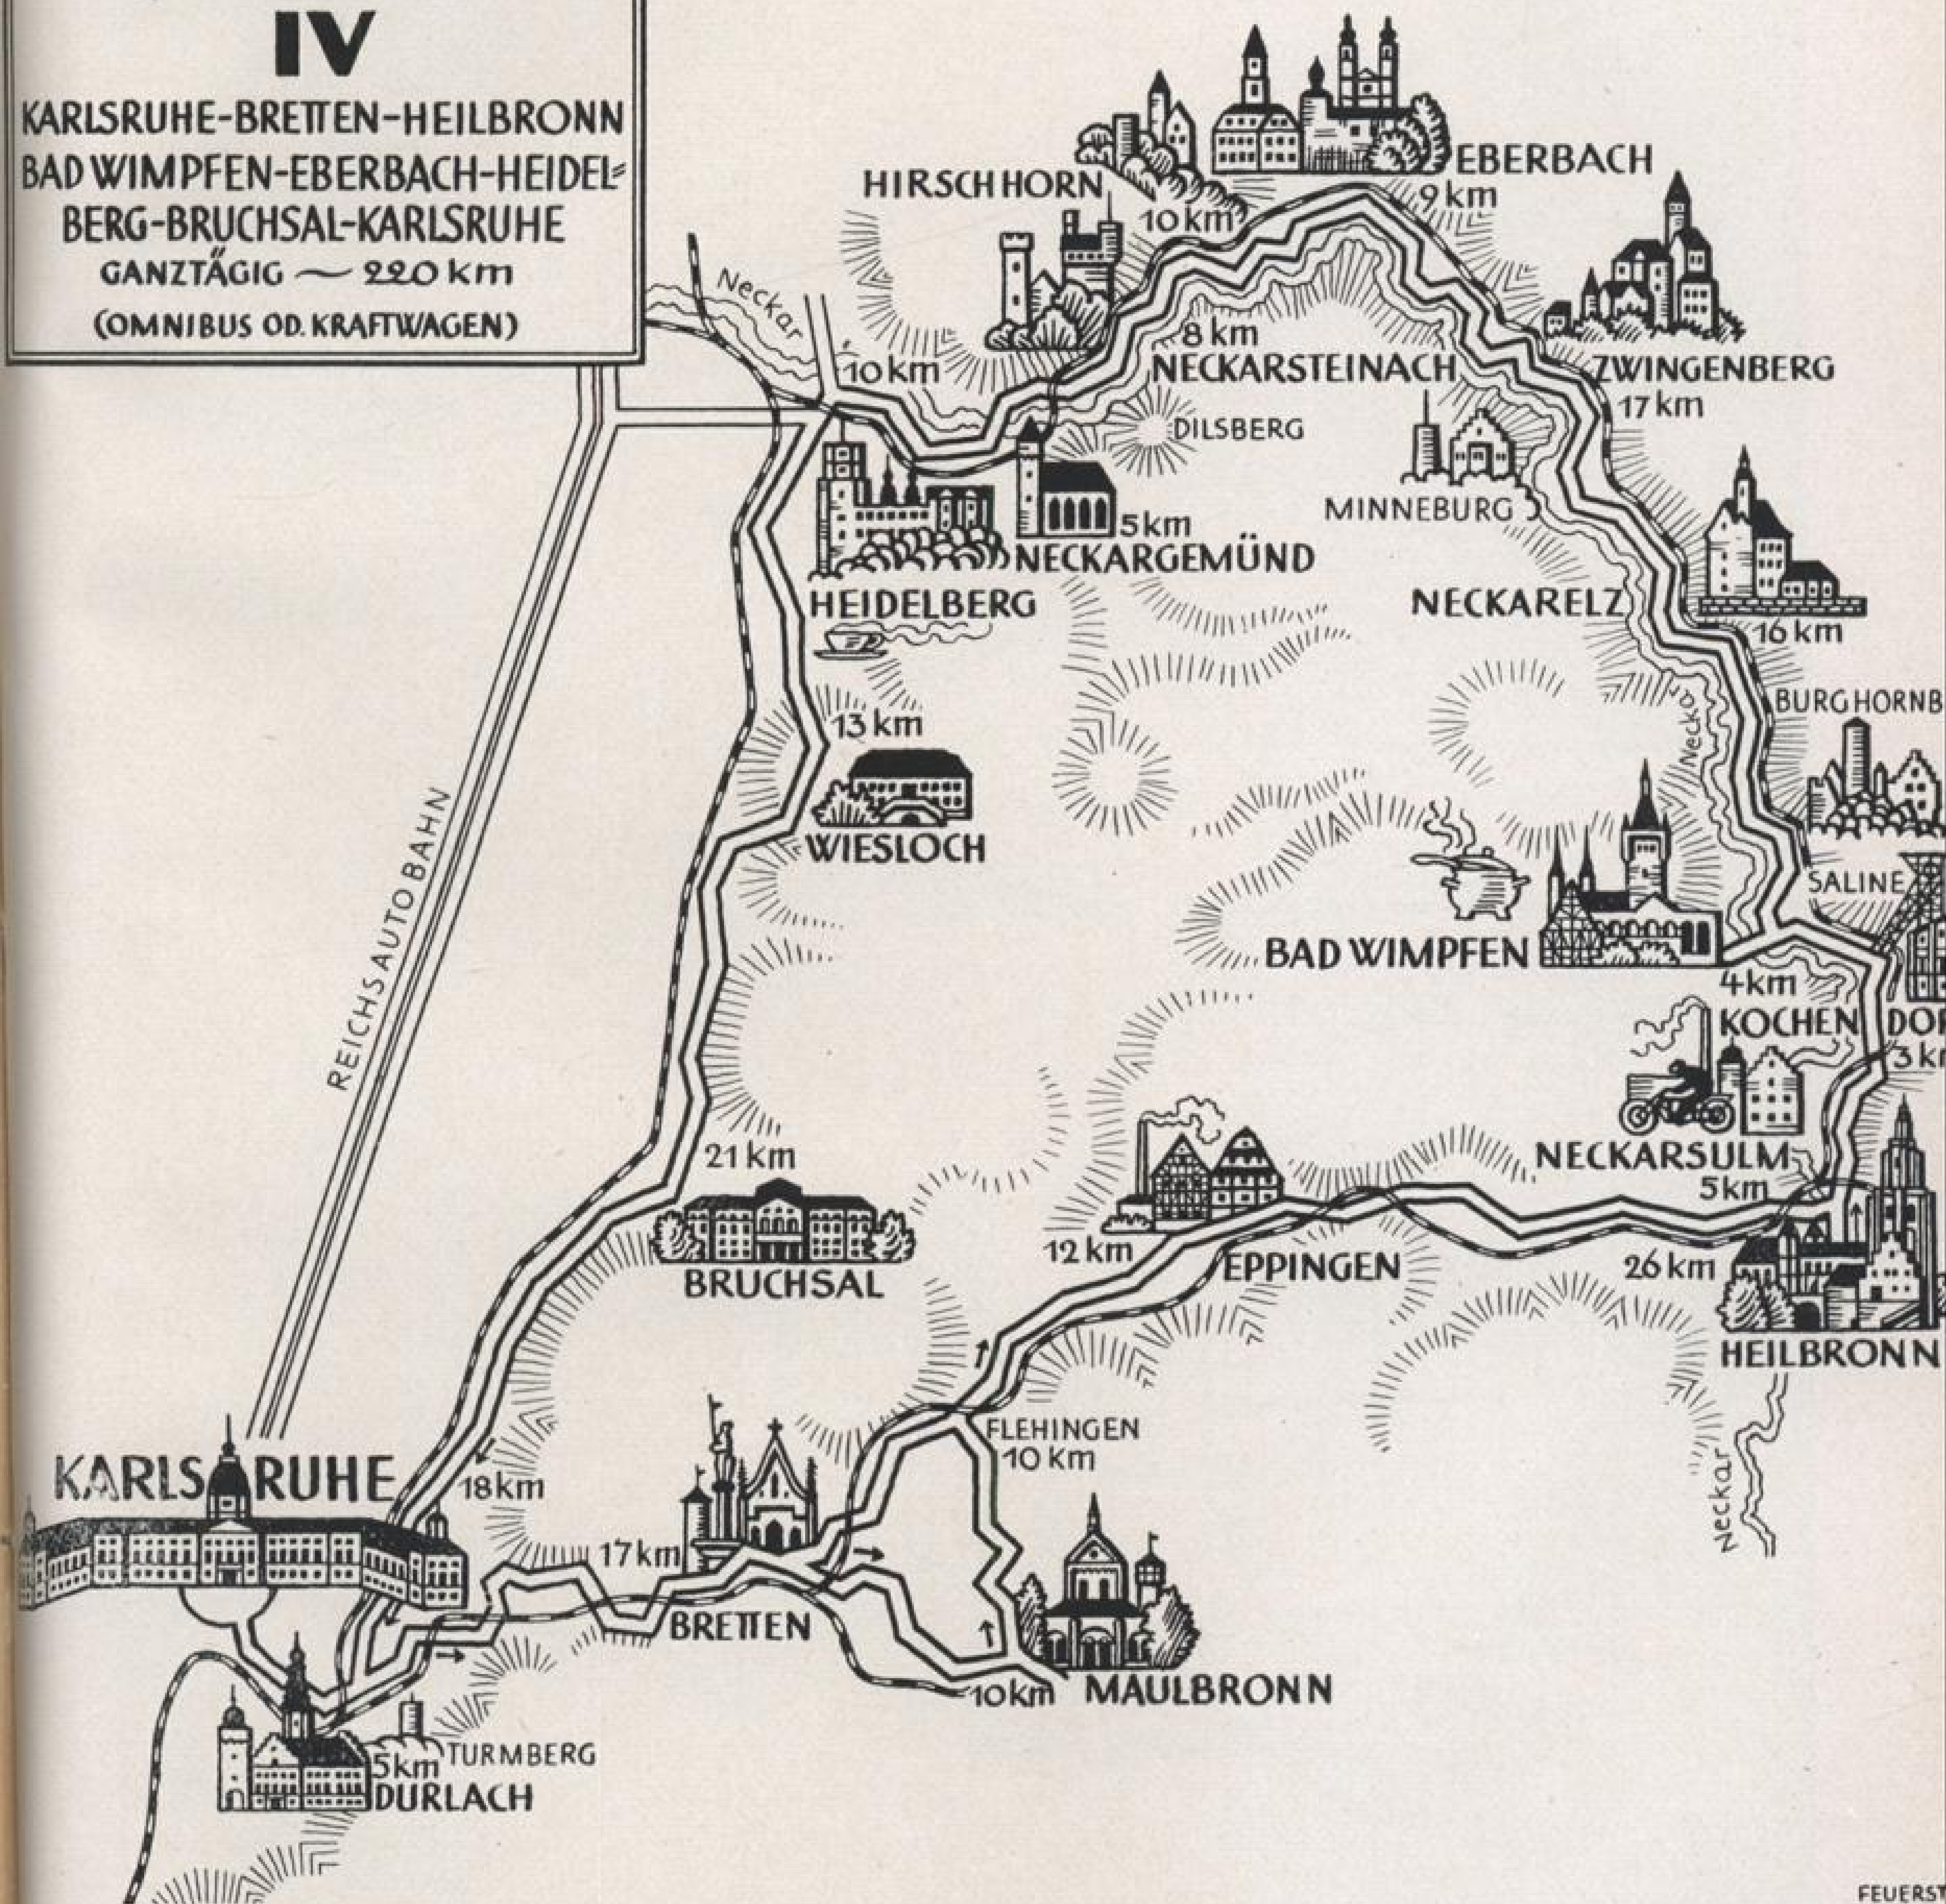 IV
KARLSRUHE-BRETTEN-HEILBRONN
BAD WIMPFEN-EBERBACH-HEIDEL=
BERG-BRUCHSAL-KARLSRUHE
GANZTÄGIG ~ 220 km
(OMNIBUS OD. KRAFTWAGEN)
EBERBACH
9 km
HIRSCHHORN
10 km
Neckar
8 km
NECKARSTEINACH
ZWINGENBERG
17 km
10 km
DILSBERG
MINNEBURG
5 km
NECKARGEMÜND
HEIDELBERG
NECKARELZ
16 km
BURG HORNB
Neckar
13 km
WIESLOCH
REICHSAUTOBAHN
SALINE
BAD WIMPFEN
4 km
KOCHENDOR
3 k
NECKARSULM
5 km
21 km
BRUCHSAL
12 km
EPPINGEN
26 km
HEILBRONN
Neckar
FLEHINGEN
10 km
KARLSRUHE
18 km
17 km
BRETTEN
10 km
MAULBRONN
TURMBERG
5 km
DURLACH
FEUERST